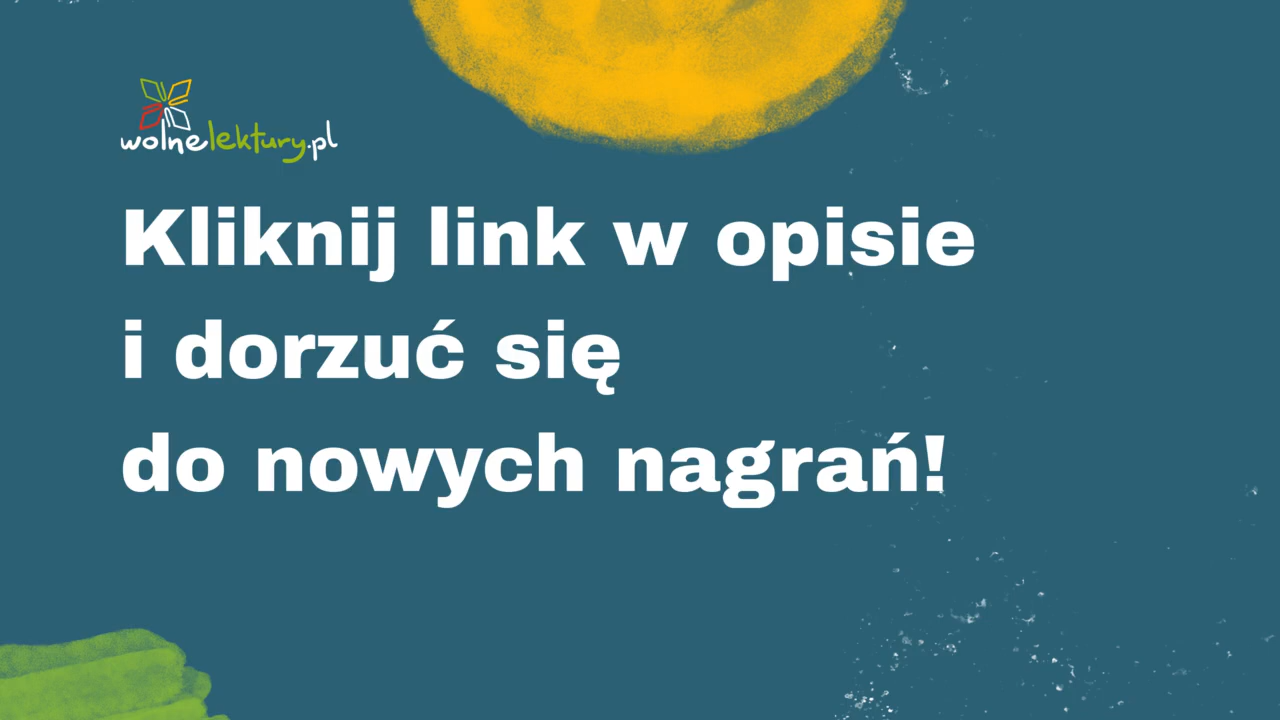 wolnelektury.pl
Kliknij link w opisie
i dorzuć się
do nowych nagrań!